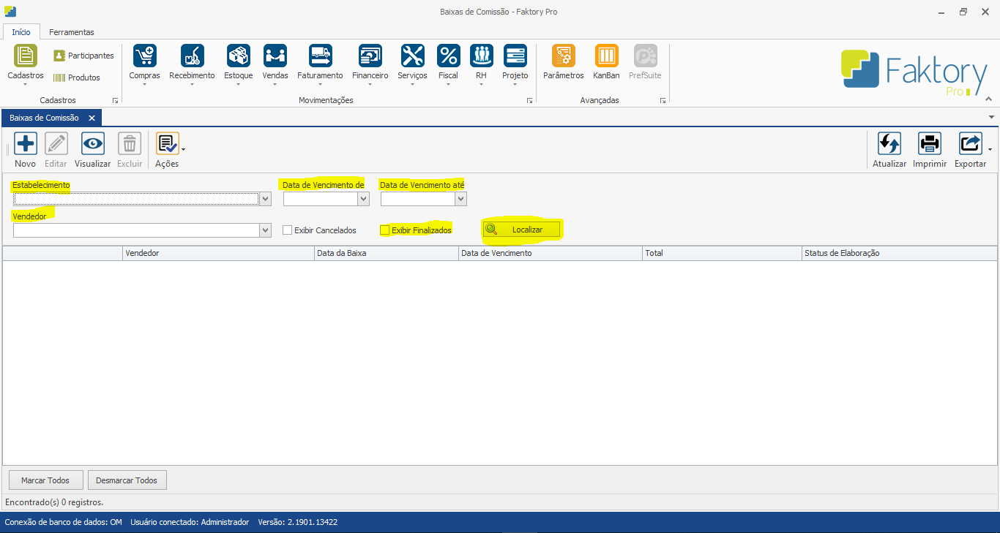 Baixas de Comissão - Faktory Pro
Início Ferramentas
Cadastros Participantes Produtos Compras Recebimento Estoque Vendas Faturamento Financeiro Serviços Fiscal RH Projeto Parâmetros KanBan PrefSuite
Faktory
Pro
Cadastros Movimentações Avançadas
Baixas de Comissão
Novo Editar Visualizar Excluir Ações Atualizar Imprimir Exportar
Estabelecimento Data de Vencimento de Data de Vencimento até
Vendedor
Exibir Cancelados Exibir Finalizados Localizar
Vendedor Data da Baixa Data de Vencimento Total Status de Elaboração
Marcar Todos Desmarcar Todos
Encontrado(s) 0 registros.
Conexão de banco de dados: OM Usuário conectado: Administrador Versão: 2.1901.13422